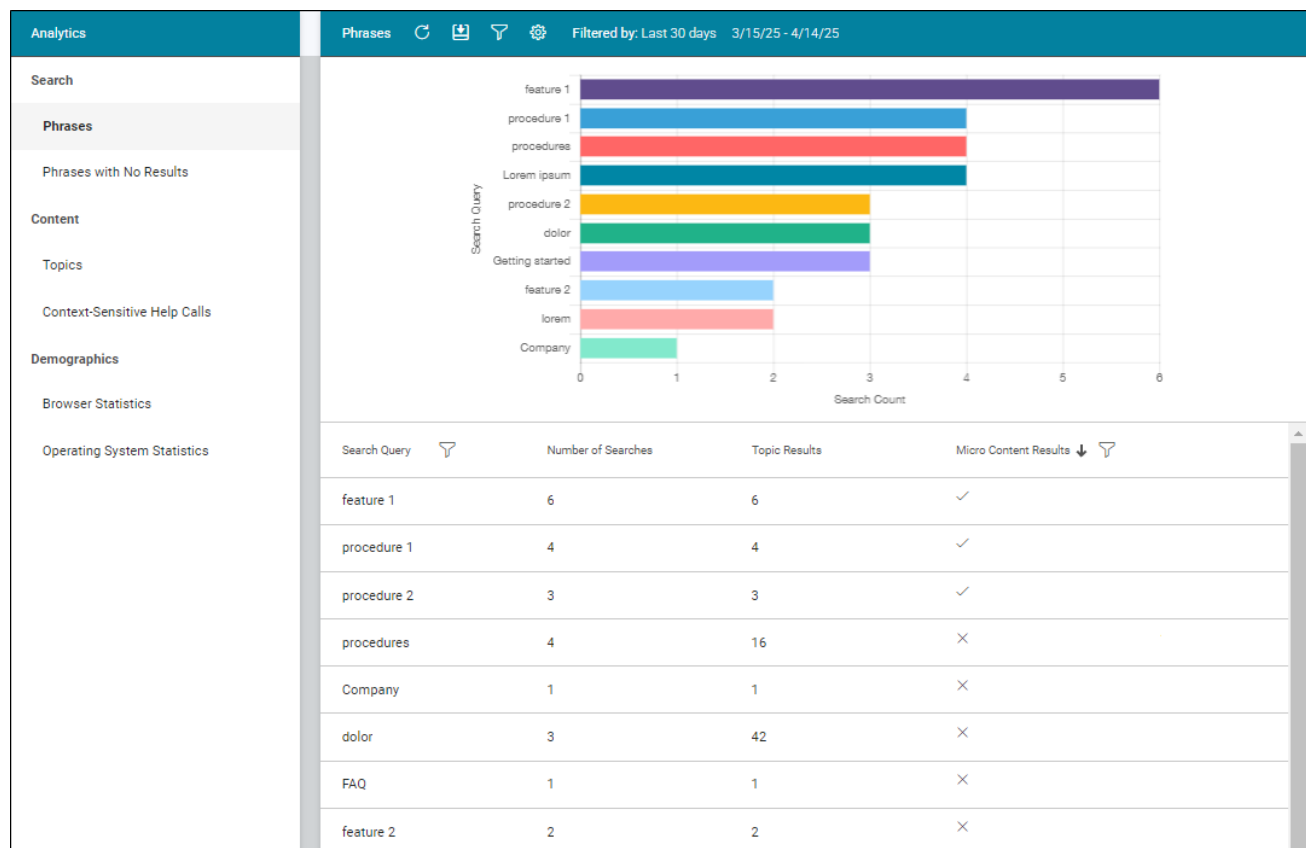 Analytics
Search
Phrases
Phrases with No Results
Content
Topics
Context-Sensitive Help Calls
Demographics
Browser Statistics
Operating System Statistics
Phrases Filtered by: Last 30 days 3/15/25 - 4/14/25
Search Query
feature 1
procedure 1
procedures
Lorem ipsum
procedure 2
dolor
Getting started
feature 2
lorem
Company
0 1 2 3 4 5 6
Search Count
Search Query Number of Searches Topic Results Micro Content Results
feature 1 6 6
procedure 1 4 4
procedure 2 3 3
procedures 4 16
Company 1 1
dolor 3 42
FAQ 1 1
feature 2 2 2